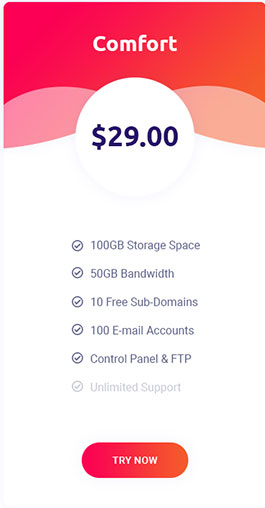 Comfort
$29.00
100GB Storage Space
50GB Bandwidth
10 Free Sub-Domains
100 E-mail Accounts
Control Panel & FTP
Unlimited Support
TRY NOW